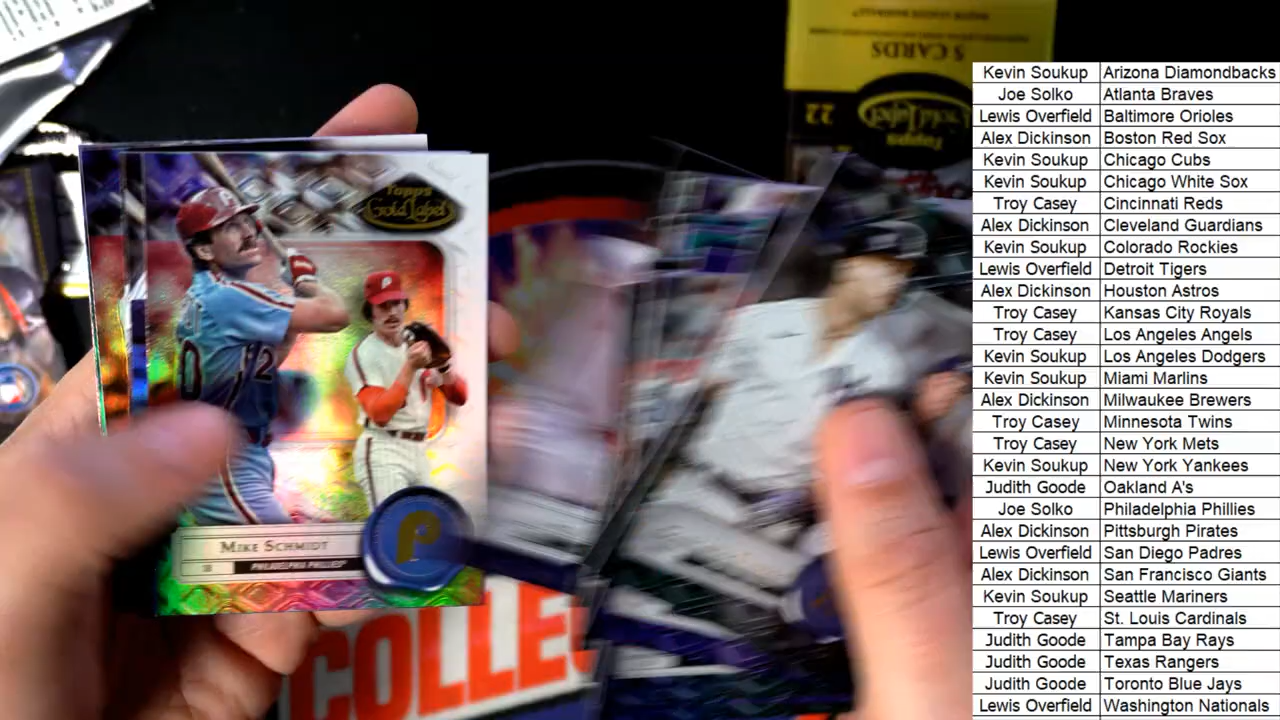 5 CARDS
22
Topps
Gold Label
Topps
Gold Label
P
P
MIKE SCHMIDT
PHILADELPHIA PHILLIES
COLLE
Kevin Soukup Arizona Diamondbacks
Joe Solko Atlanta Braves
Lewis Overfield Baltimore Orioles
Alex Dickinson Boston Red Sox
Kevin Soukup Chicago Cubs
Kevin Soukup Chicago White Sox
Troy Casey Cincinnati Reds
Alex Dickinson Cleveland Guardians
Kevin Soukup Colorado Rockies
Lewis Overfield Detroit Tigers
Alex Dickinson Houston Astros
Troy Casey Kansas City Royals
Troy Casey Los Angeles Angels
Kevin Soukup Los Angeles Dodgers
Kevin Soukup Miami Marlins
Alex Dickinson Milwaukee Brewers
Troy Casey Minnesota Twins
Troy Casey New York Mets
Kevin Soukup New York Yankees
Judith Goode Oakland A's
Joe Solko Philadelphia Phillies
Alex Dickinson Pittsburgh Pirates
Lewis Overfield San Diego Padres
Alex Dickinson San Francisco Giants
Kevin Soukup Seattle Mariners
Troy Casey St. Louis Cardinals
Judith Goode Tampa Bay Rays
Judith Goode Texas Rangers
Judith Goode Toronto Blue Jays
Lewis Overfield Washington Nationals